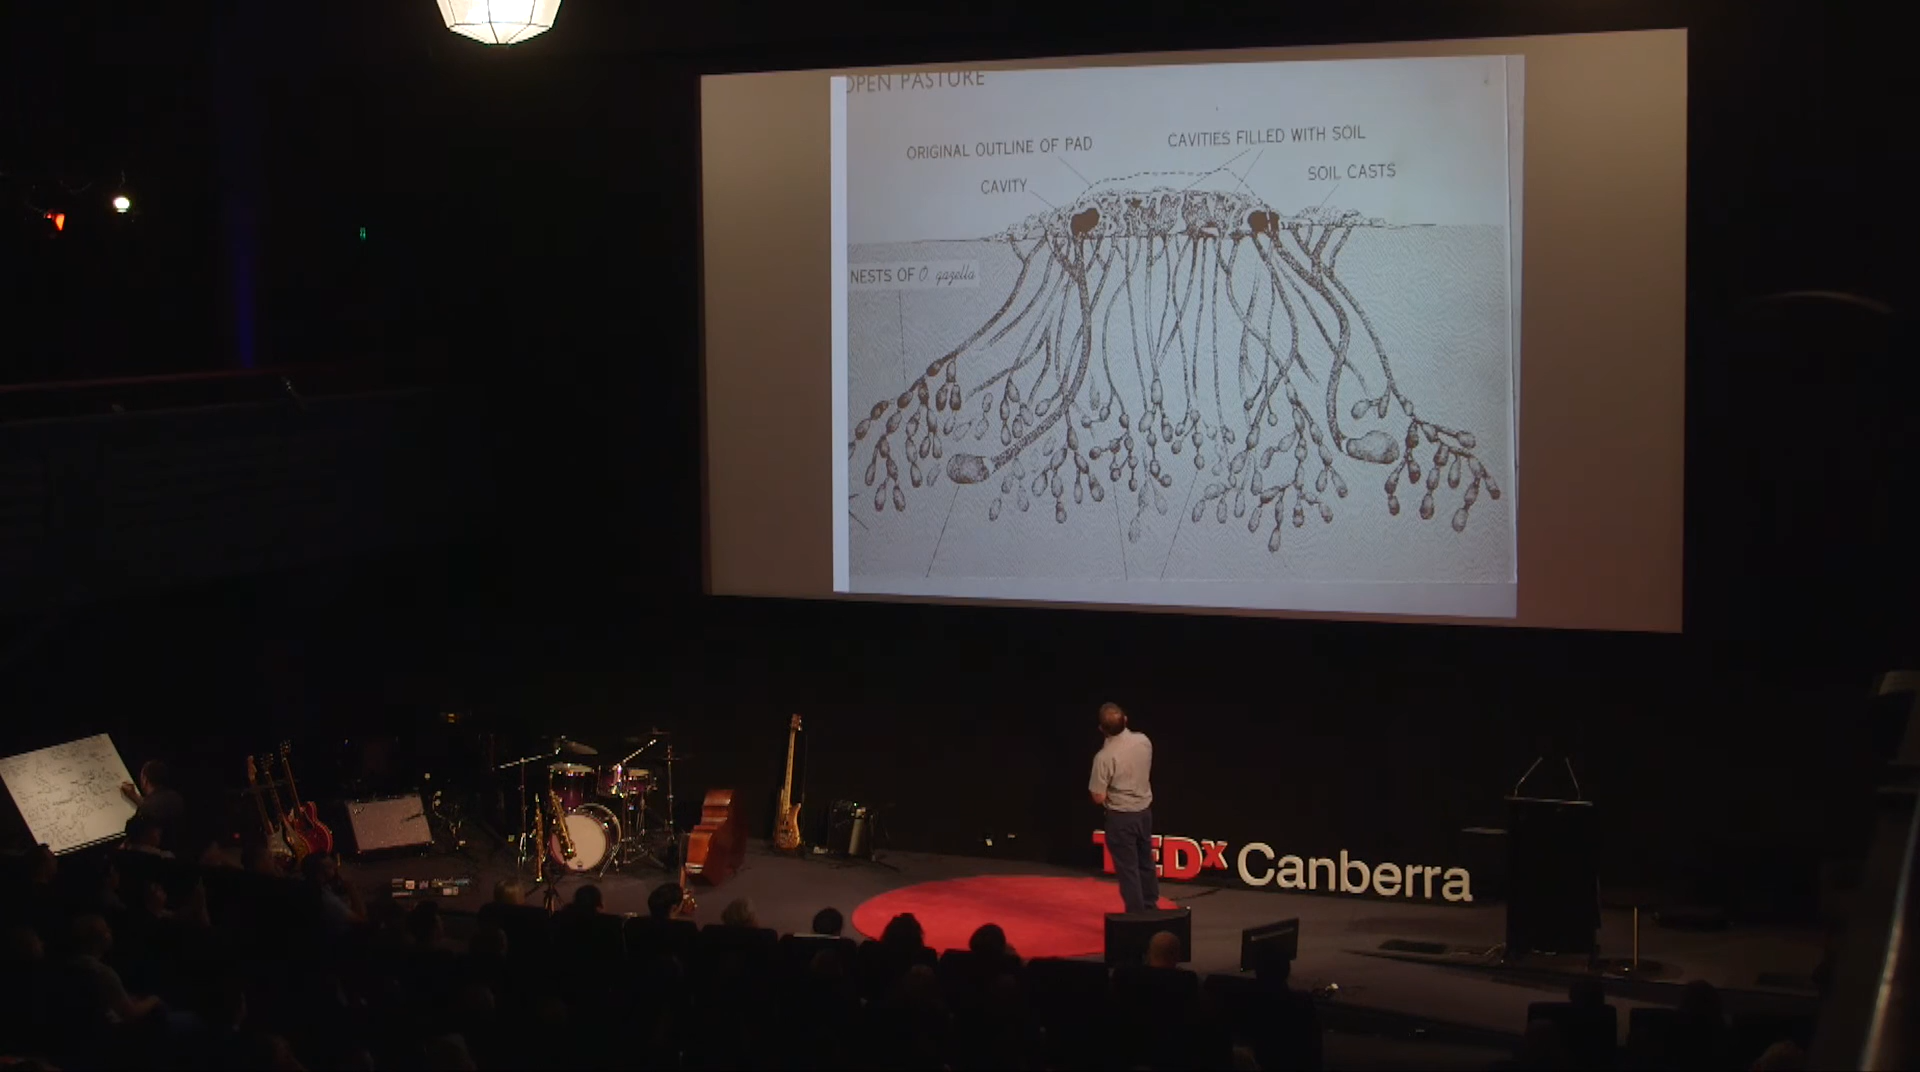 OPEN PASTURE
ORIGINAL OUTLINE OF PAD
CAVITIES FILLED WITH SOIL
CAVITY
SOIL CASTS
NESTS OF O. gazella
TEDx Canberra